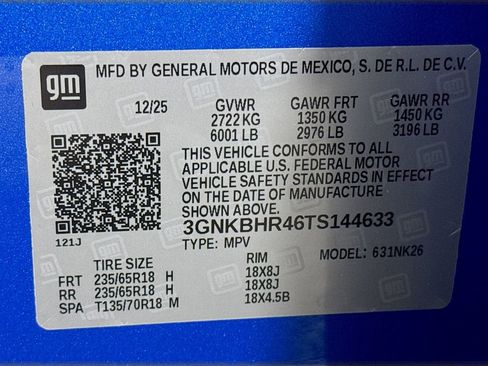 gm
MFD BY GENERAL MOTORS DE MEXICO, S. DE R.L. DE C.V.
12/25 GVWR GAWR FRT GAWR RR
2722 KG 1350 KG 1450 KG
6001 LB 2976 LB 3196 LB
THIS VEHICLE CONFORMS TO ALL
APPLICABLE U.S. FEDERAL MOTOR
VEHICLE SAFETY STANDARDS IN EFFECT
ON THE DATE OF MANUFACTURE
SHOWN ABOVE.
3GNKBHR46TS144633
121J TYPE: MPV MODEL: 631NK26
TIRE SIZE RIM
FRT 235/65R18 H 18X8J
RR 235/65R18 H 18X8J
SPA T135/70R18 M 18X4.5B